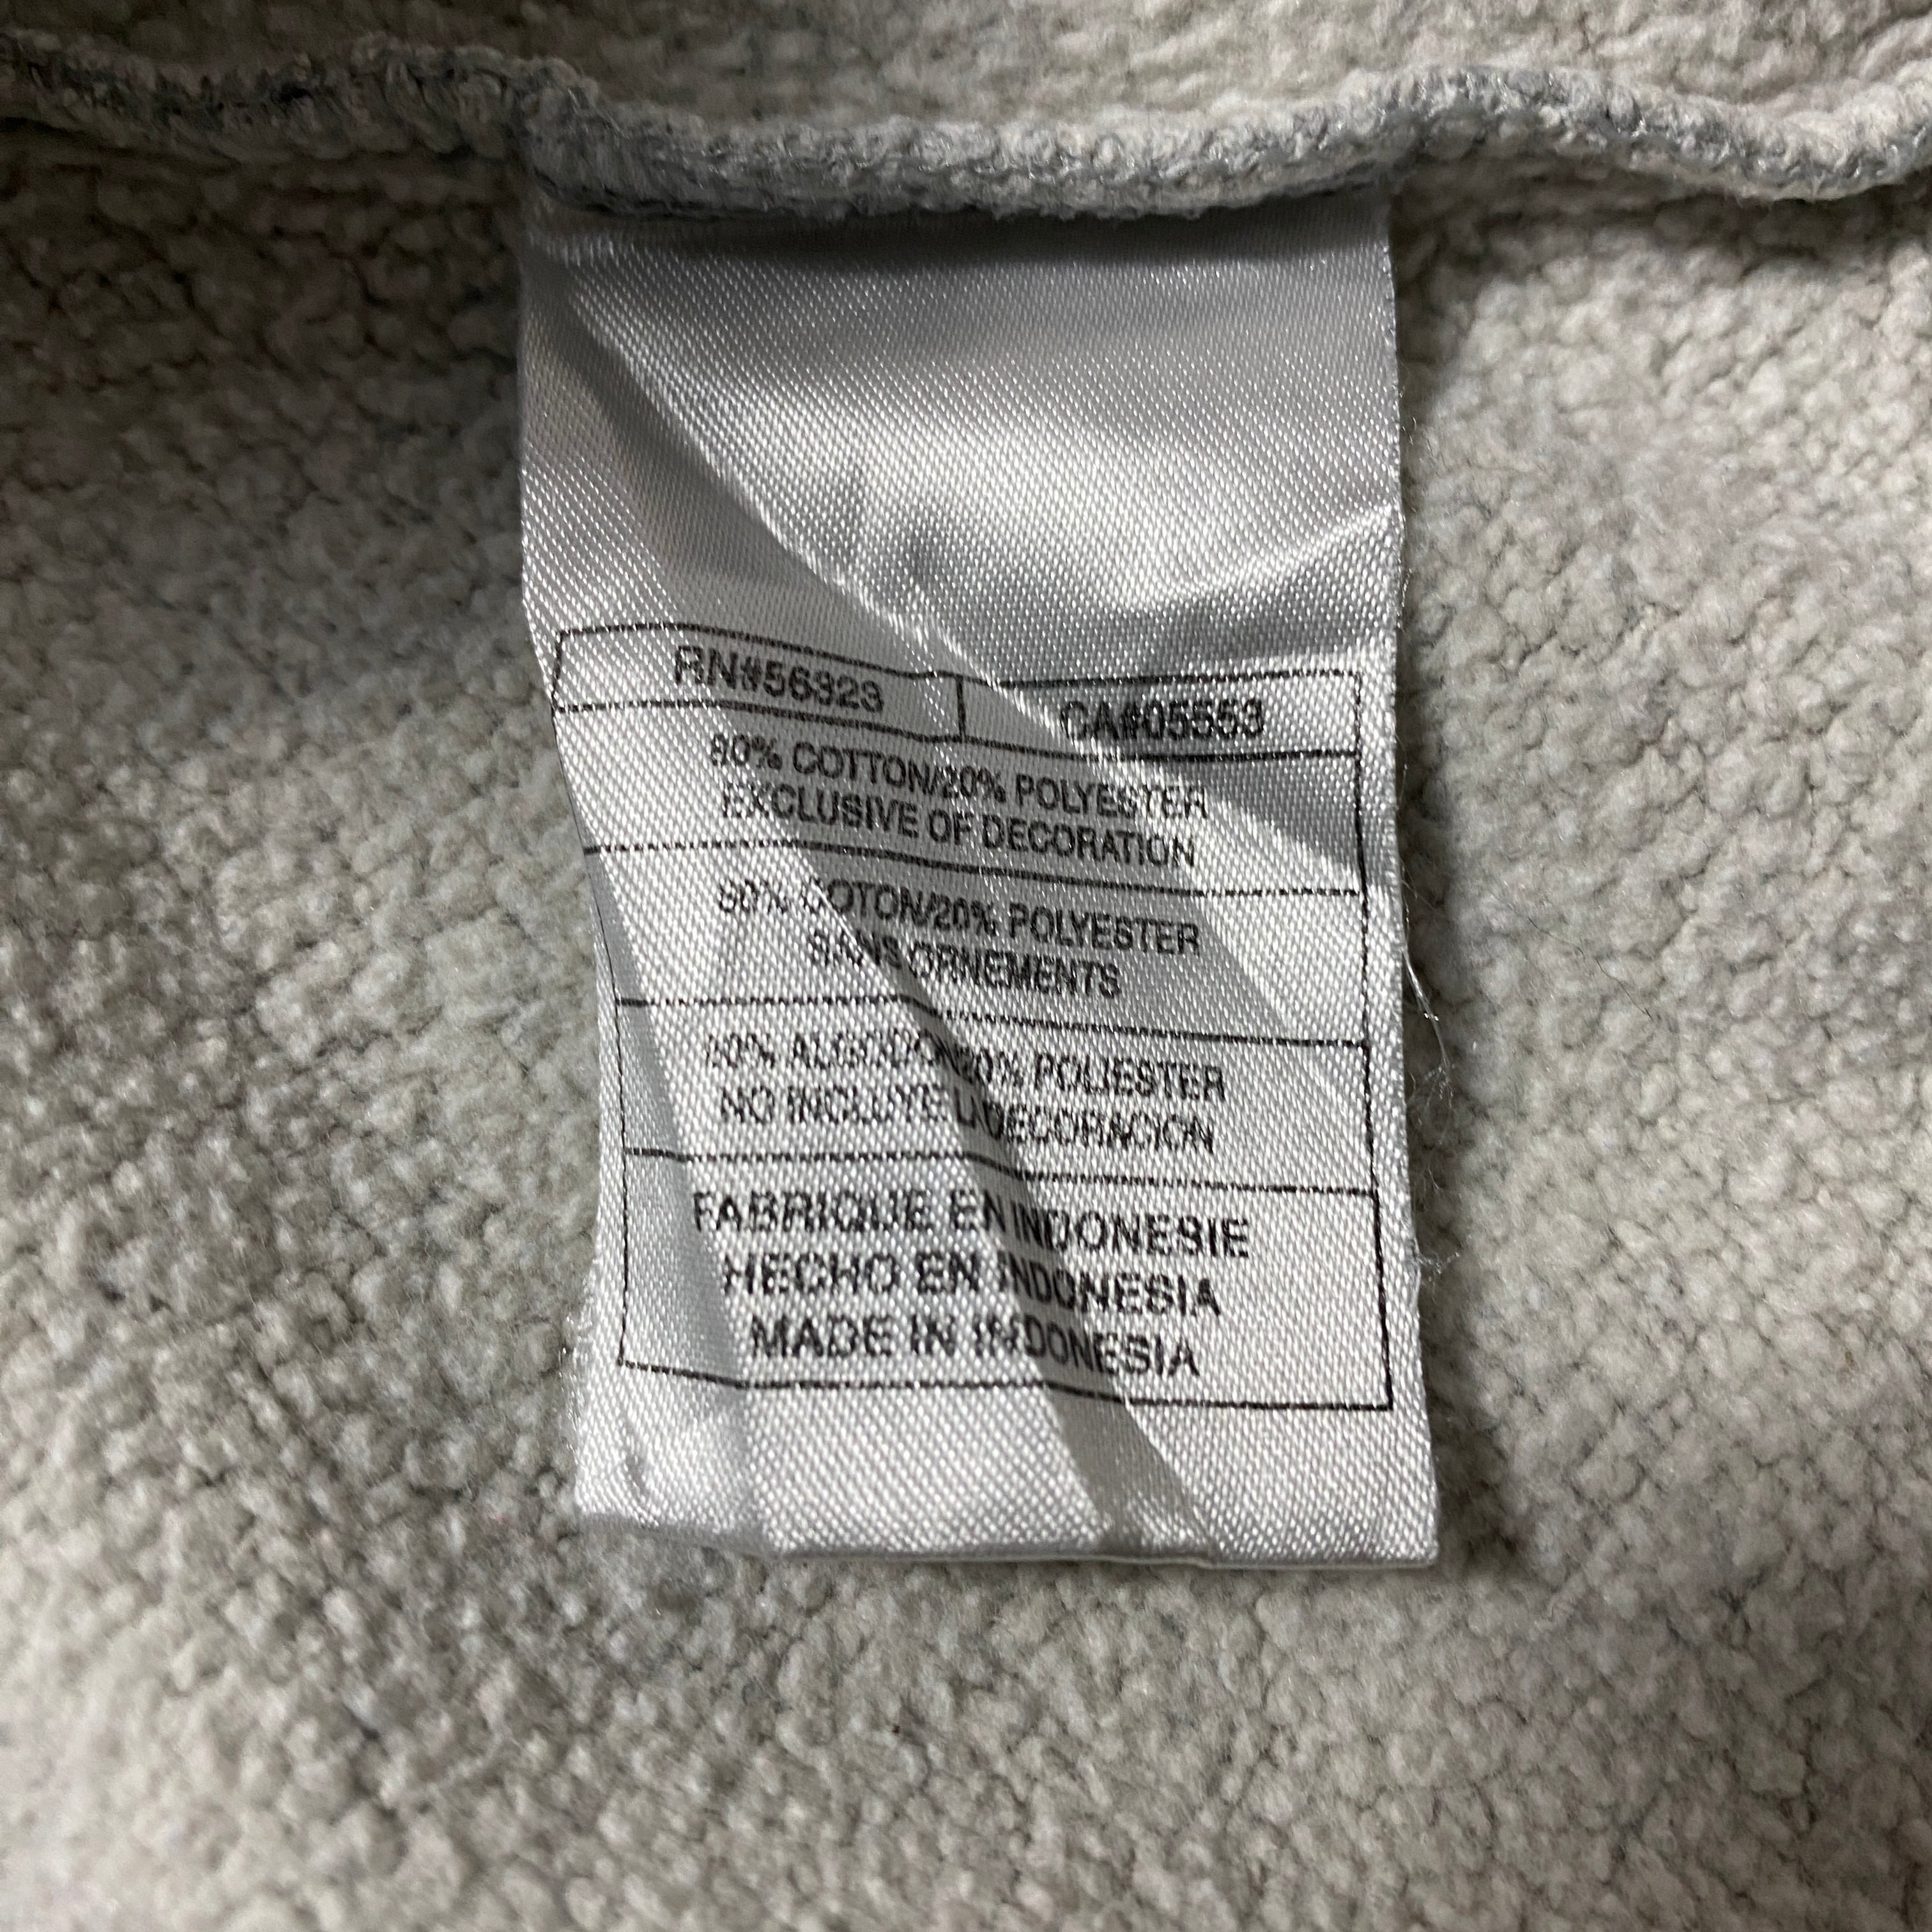 RN#56323 CA#05553
80% COTTON/20% POLYESTER
EXCLUSIVE OF DECORATION
80% COTON/20% POLYESTER
SANS ORNEMENTS
80% ALGODON/20% POLIESTER
NO INCLUYE LA DECORACION
FABRIQUE EN INDONESIE
HECHO EN INDONESIA
MADE IN INDONESIA